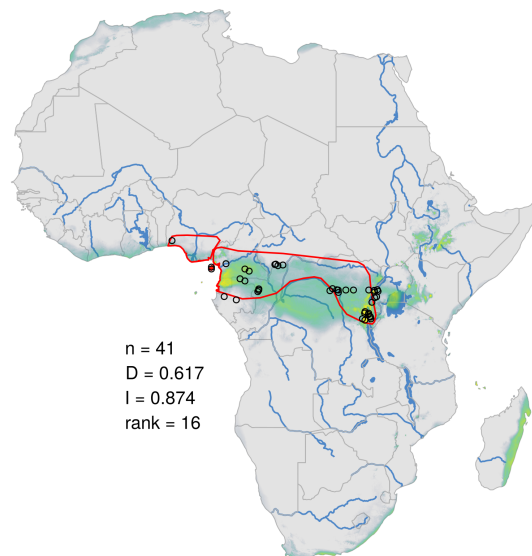 n = 41
D = 0.617
I = 0.874
rank = 16